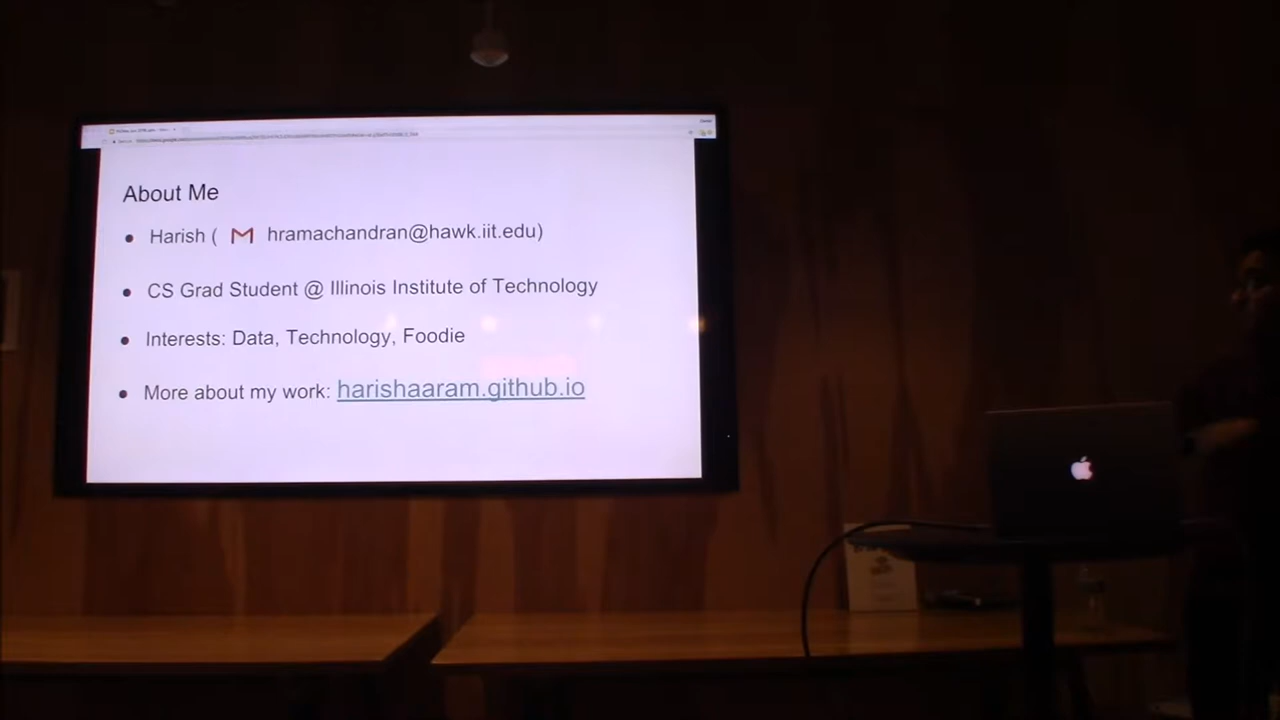 About Me
Harish ( hramachandran@hawk.iit.edu)
CS Grad Student @ Illinois Institute of Technology
Interests: Data, Technology, Foodie
More about my work: harishaaram.github.io